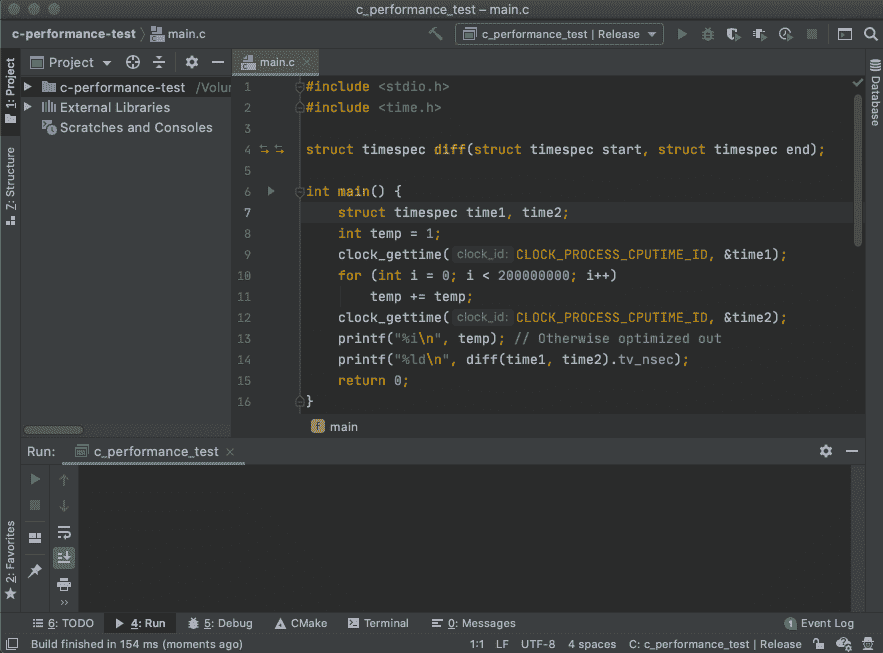 c_performance_test – main.c
c-performance-test main.c c_performance_test | Release
1: Project
Project
c-performance-test /Volur
External Libraries
Scratches and Consoles
main.c
1 #include <stdio.h>
2 #include <time.h>
3
4 struct timespec diff(struct timespec start, struct timespec end);
5
6 int main() {
7 struct timespec time1, time2;
8 int temp = 1;
9 clock_gettime( clock_id: CLOCK_PROCESS_CPUTIME_ID, &time1);
10 for (int i = 0; i < 200000000; i++)
11 temp += temp;
12 clock_gettime( clock_id: CLOCK_PROCESS_CPUTIME_ID, &time2);
13 printf("%i\n", temp); // Otherwise optimized out
14 printf("%ld\n", diff(time1, time2).tv_nsec);
15 return 0;
16 }
f main
Database
Z: Structure
2: Favorites
Run: c_performance_test
6: TODO 4: Run 5: Debug CMake Terminal 0: Messages 1 Event Log
Build finished in 154 ms (moments ago) 1:1 LF UTF-8 4 spaces C: c_performance_test | Release